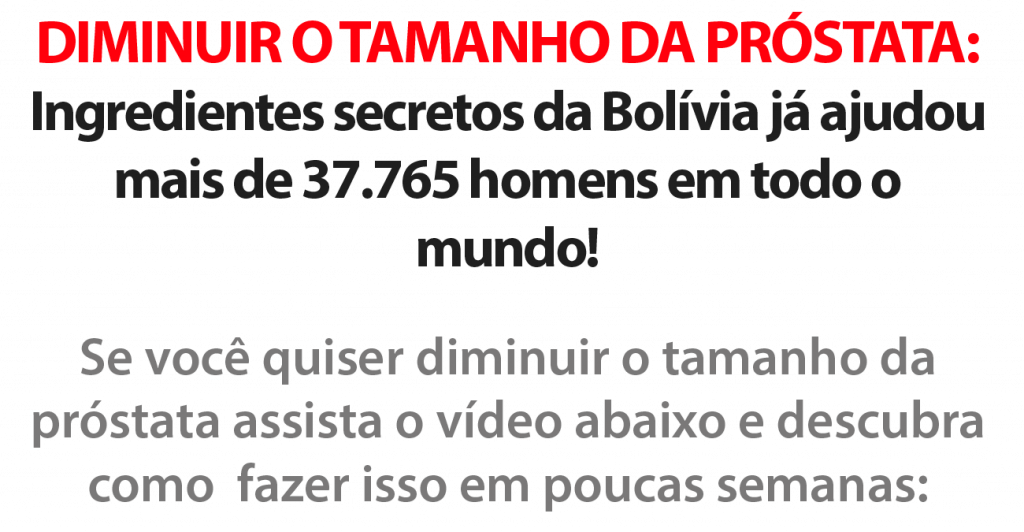 DIMINUIR O TAMANHO DA PRÓSTATA:
Ingredientes secretos da Bolívia já ajudou
mais de 37.765 homens em todo o
mundo!
Se você quiser diminuir o tamanho da
próstata assista o vídeo abaixo e descubra
como  fazer isso em poucas semanas: